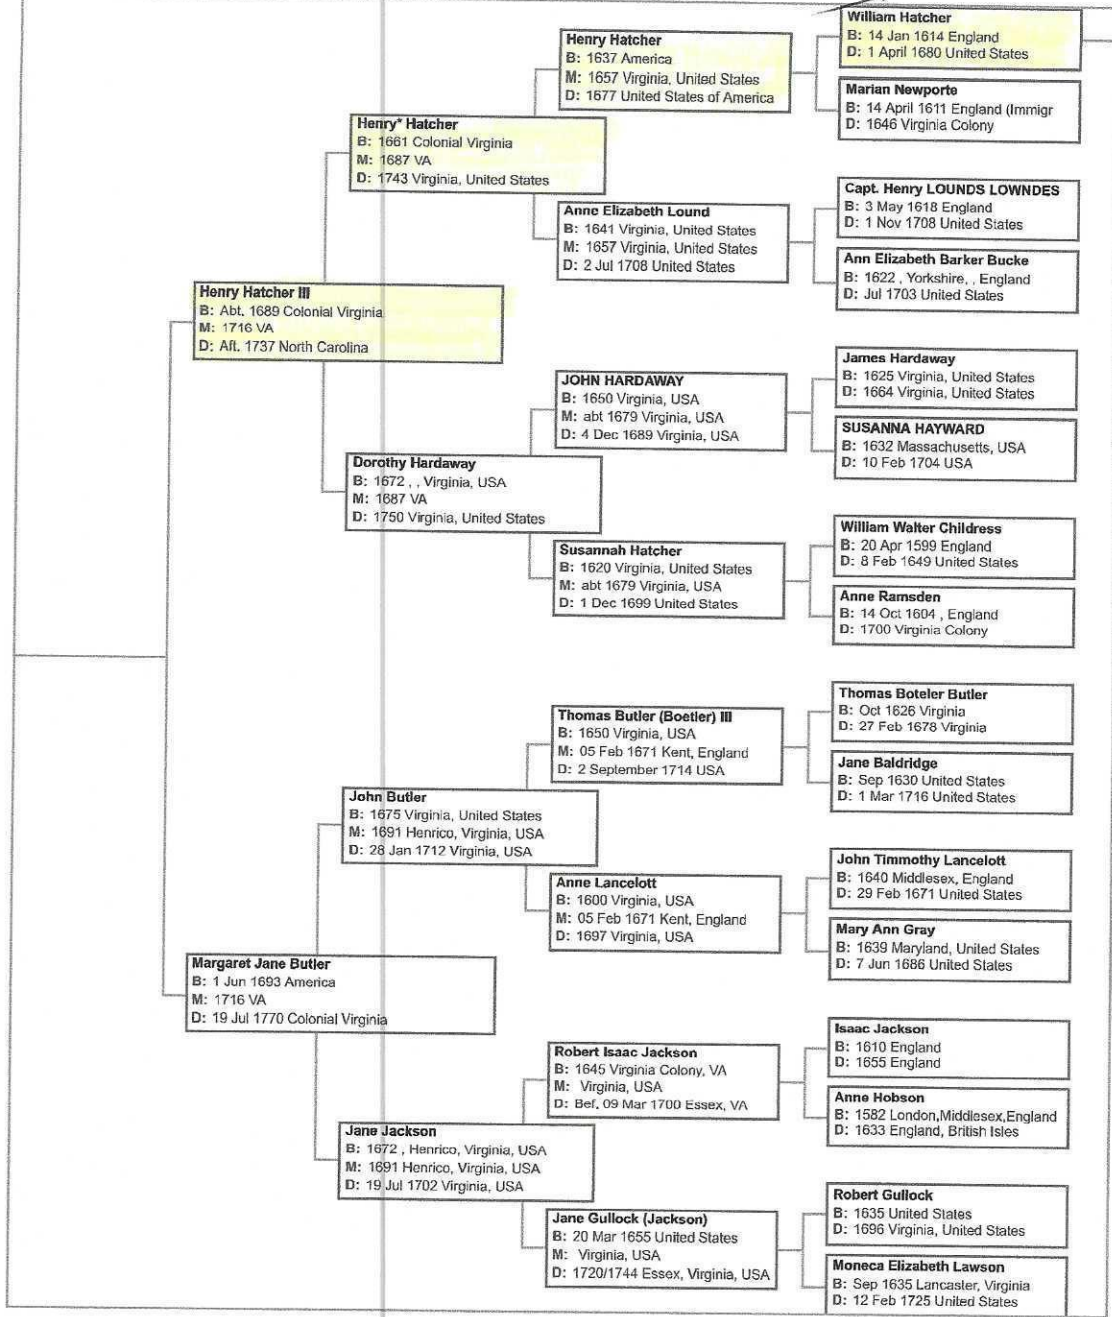 William Hatcher
B: 14 Jan 1614 England
D: 1 April 1680 United States
Henry Hatcher
B: 1637 America
M: 1657 Virginia, United States
D: 1677 United States of America
Marian Newporte
B: 14 April 1611 England (Immigr
D: 1646 Virginia Colony
Henry* Hatcher
B: 1661 Colonial Virginia
M: 1687 VA
D: 1743 Virginia, United States
Capt. Henry LOUNDS LOWNDES
B: 3 May 1618 England
D: 1 Nov 1708 United States
Anne Elizabeth Lound
B: 1641 Virginia, United States
M: 1657 Virginia, United States
D: 2 Jul 1708 United States
Ann Elizabeth Barker Bucke
B: 1622 , Yorkshire, , England
D: Jul 1703 United States
Henry Hatcher III
B: Abt. 1689 Colonial Virginia
M: 1716 VA
D: Aft. 1737 North Carolina
James Hardaway
B: 1625 Virginia, United States
D: 1664 Virginia, United States
JOHN HARDAWAY
B: 1650 Virginia, USA
M: abt 1679 Virginia, USA
D: 4 Dec 1689 Virginia, USA
SUSANNA HAYWARD
B: 1632 Massachusetts, USA
D: 10 Feb 1704 USA
Dorothy Hardaway
B: 1672 , , Virginia, USA
M: 1687 VA
D: 1750 Virginia, United States
William Walter Childress
B: 20 Apr 1599 England
D: 8 Feb 1649 United States
Susannah Hatcher
B: 1620 Virginia, United States
M: abt 1679 Virginia, USA
D: 1 Dec 1699 United States
Anne Ramsden
B: 14 Oct 1604 , England
D: 1700 Virginia Colony
Thomas Boteler Butler
B: Oct 1626 Virginia
D: 27 Feb 1678 Virginia
Thomas Butler (Boetler) III
B: 1650 Virginia, USA
M: 05 Feb 1671 Kent, England
D: 2 September 1714 USA
Jane Baldridge
B: Sep 1630 United States
D: 1 Mar 1716 United States
John Butler
B: 1675 Virginia, United States
M: 1691 Henrico, Virginia, USA
D: 28 Jan 1712 Virginia, USA
John Timmothy Lancelott
B: 1640 Middlesex, England
D: 29 Feb 1671 United States
Anne Lancelott
B: 1600 Virginia, USA
M: 05 Feb 1671 Kent, England
D: 1697 Virginia, USA
Mary Ann Gray
B: 1639 Maryland, United States
D: 7 Jun 1686 United States
Margaret Jane Butler
B: 1 Jun 1693 America
M: 1716 VA
D: 19 Jul 1770 Colonial Virginia
Isaac Jackson
B: 1610 England
D: 1655 England
Robert Isaac Jackson
B: 1645 Virginia Colony, VA
M: Virginia, USA
D: Bef. 09 Mar 1700 Essex, VA
Anne Hobson
B: 1582 London,Middlesex,England
D: 1633 England, British Isles
Jane Jackson
B: 1672 , Henrico, Virginia, USA
M: 1691 Henrico, Virginia, USA
D: 19 Jul 1702 Virginia, USA
Robert Gullock
B: 1635 United States
D: 1696 Virginia, United States
Jane Gullock (Jackson)
B: 20 Mar 1655 United States
M: Virginia, USA
D: 1720/1744 Essex, Virginia, USA
Moneca Elizabeth Lawson
B: Sep 1635 Lancaster, Virginia
D: 12 Feb 1725 United States